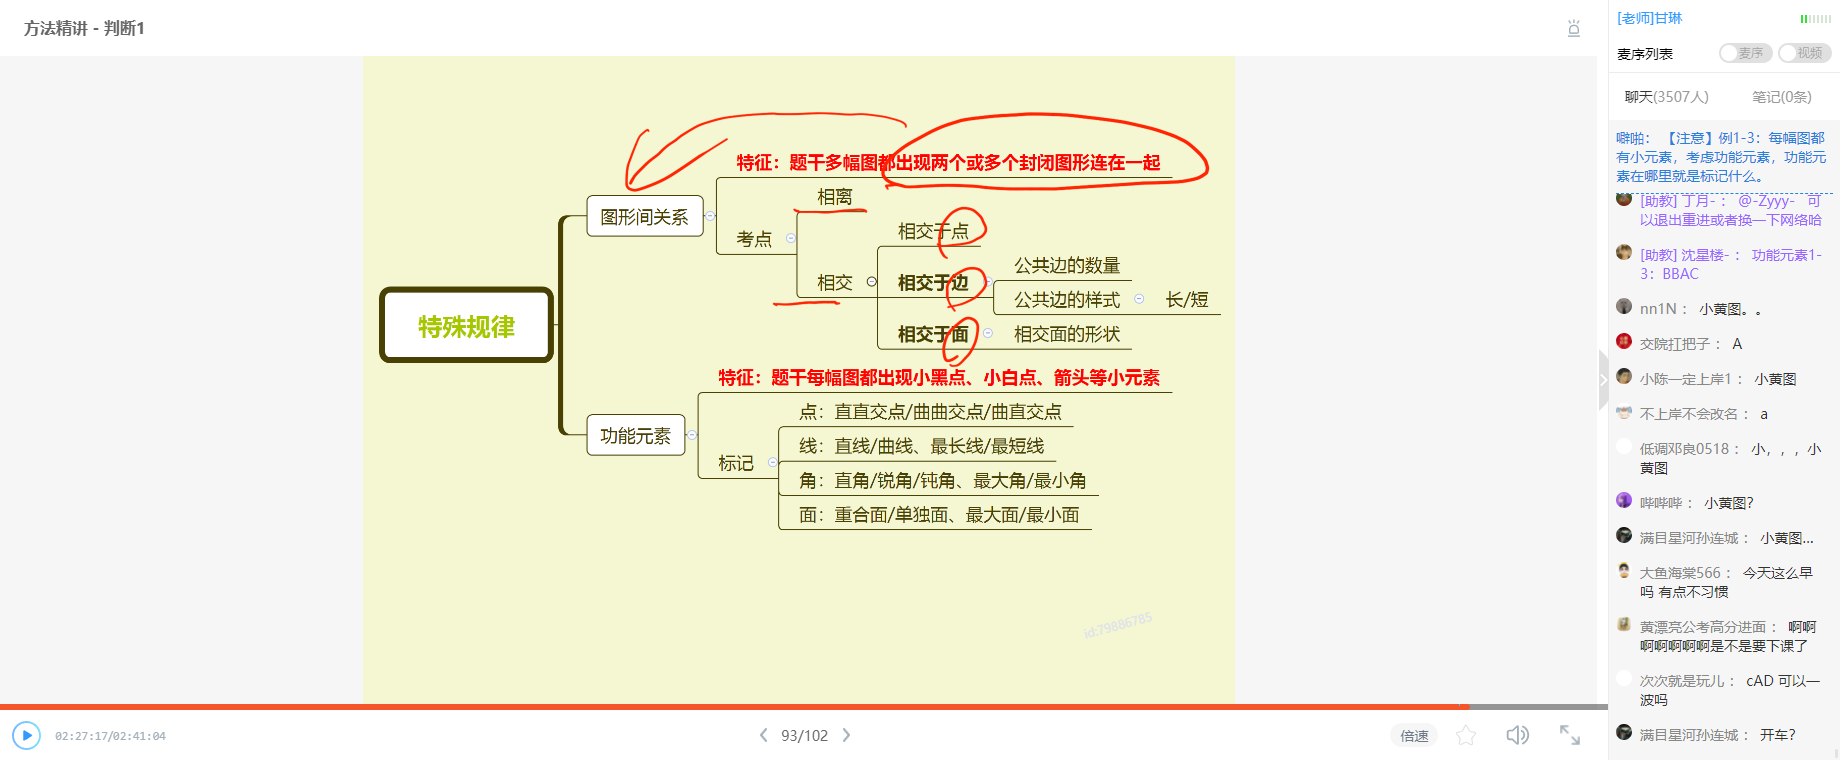 方法精讲 - 判断1
特征：题干多幅图都出现两个或多个封闭图形连在一起
相离
图形间关系
考点
相交于点
相交
相交于边
公共边的数量
公共边的样式
长/短
相交于面
相交面的形状
特殊规律
特征：题干每幅图都出现小黑点、小白点、箭头等小元素
点：直直交点/曲曲交点/曲直交点
功能元素
线：直线/曲线、最长线/最短线
标记
角：直角/锐角/钝角、最大角/最小角
面：重合面/单独面、最大面/最小面
id:79886785
02:27:17/02:41:04
93/102
倍速
[老师]甘琳
麦序列表
麦序
视频
聊天(3507人)
笔记(0条)
噼啪： 【注意】例1-3：每幅图都
有小元素，考虑功能元素，功能元
素在哪里就是标记什么。
[助教] 丁月-： @-Zyyy- 可
以退出重进或者换一下网络哈
[助教] 沈星楼-： 功能元素1-
3：BBAC
nn1N： 小黄图。。
交院扛把子： A
小陈一定上岸1： 小黄图
不上岸不会改名： a
低调邓良0518： 小，，，小
黄图
哔哔哔： 小黄图？
满目星河孙连城： 小黄图...
大鱼海棠566： 今天这么早
吗 有点不习惯
黄漂亮公考高分进面： 啊啊
啊啊啊啊啊是不是要下课了
次次就是玩儿： cAD 可以一
波吗
满目星河孙连城： 开车？